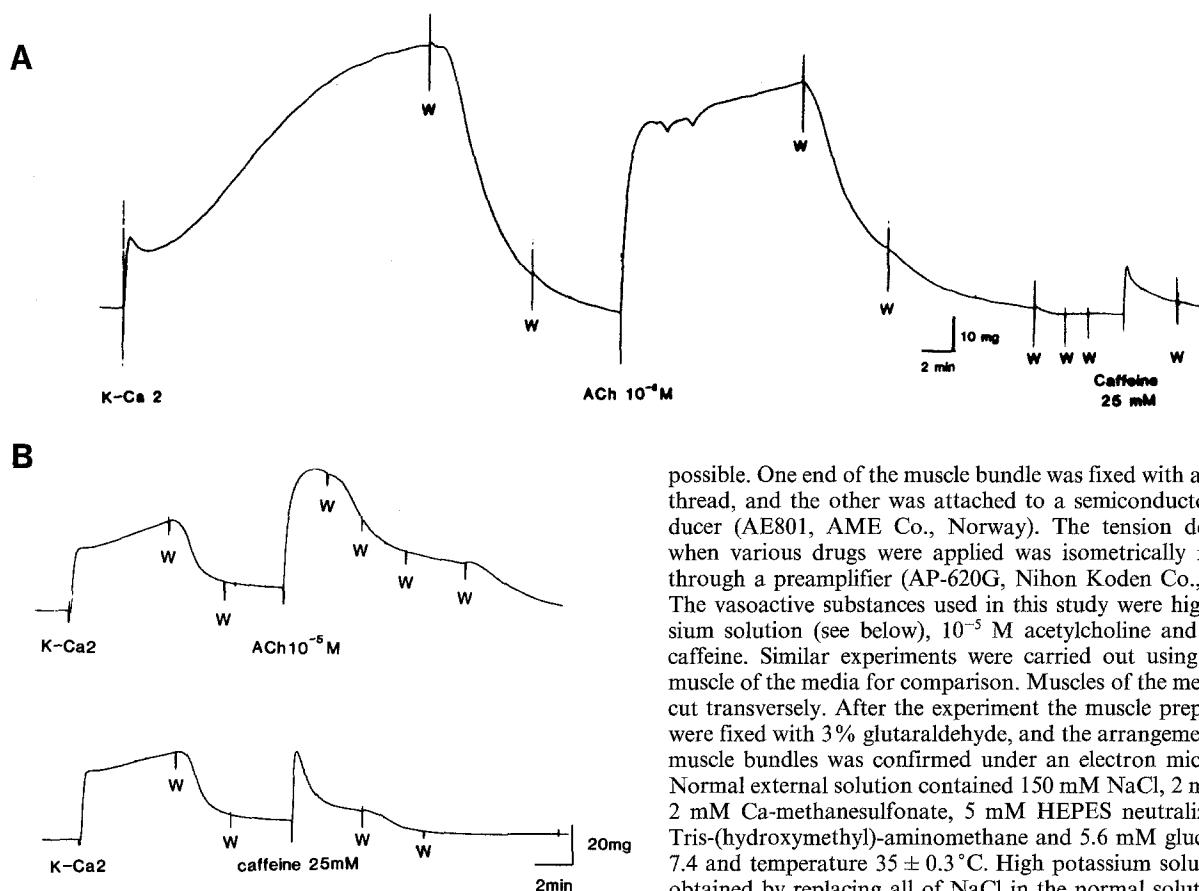 A
W
W
W
W
10 mg
2 min
W
W
W
W
K-Ca 2
ACh
Caffeine
25 mM
B
W
W
W
W
W
W
K-Ca2
ACh 10⁻⁵ M
W
W
W
W
20mg
K-Ca2
caffeine 25mM
2min
possible. One end of the muscle bundle was fixed with a
thread, and the other was attached to a semiconducto
ducer (AE801, AME Co., Norway). The tension de
when various drugs were applied was isometrically
through a preamplifier (AP-620G, Nihon Koden Co.,
The vasoactive substances used in this study were hig
sium solution (see below), 10⁻⁵ M acetylcholine and
caffeine. Similar experiments were carried out using
muscle of the media for comparison. Muscles of the me
cut transversely. After the experiment the muscle prep
were fixed with 3% glutaraldehyde, and the arrangeme
muscle bundles was confirmed under an electron mic
Normal external solution contained 150 mM NaCl, 2 m
2 mM Ca-methanesulfonate, 5 mM HEPES neutraliz
Tris-(hydroxymethyl)-aminomethane and 5.6 mM gluc
7.4 and temperature 35 ± 0.3 °C. High potassium solu
obtained by replacing all of NaCl in the normal solut